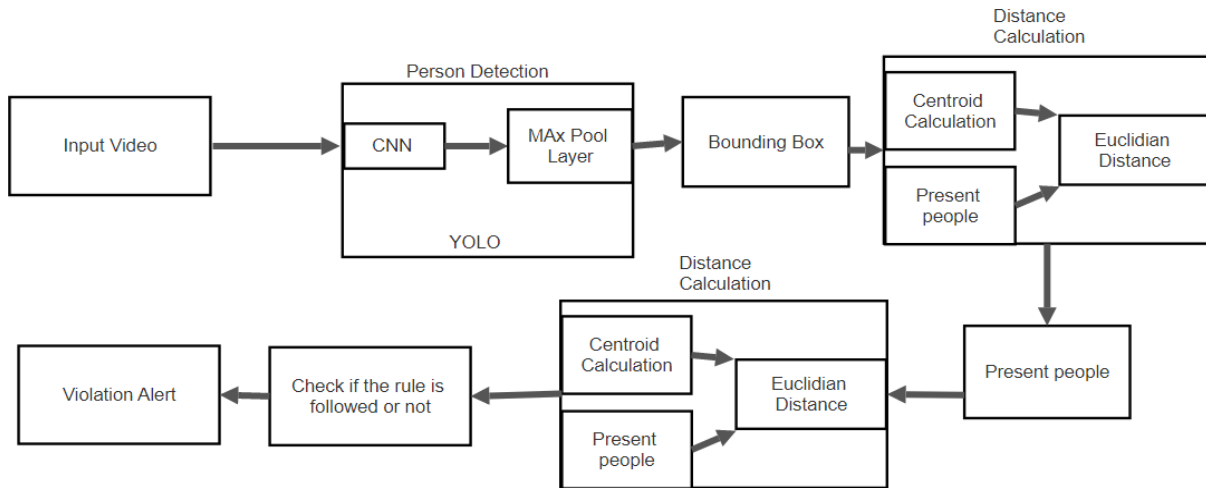 Distance
Calculation
Person Detection
Input Video
CNN
MAx Pool
Layer
YOLO
Bounding Box
Centroid
Calculation
Present
people
Euclidian
Distance
Present people
Distance
Calculation
Centroid
Calculation
Present
people
Euclidian
Distance
Check if the rule is
followed or not
Violation Alert